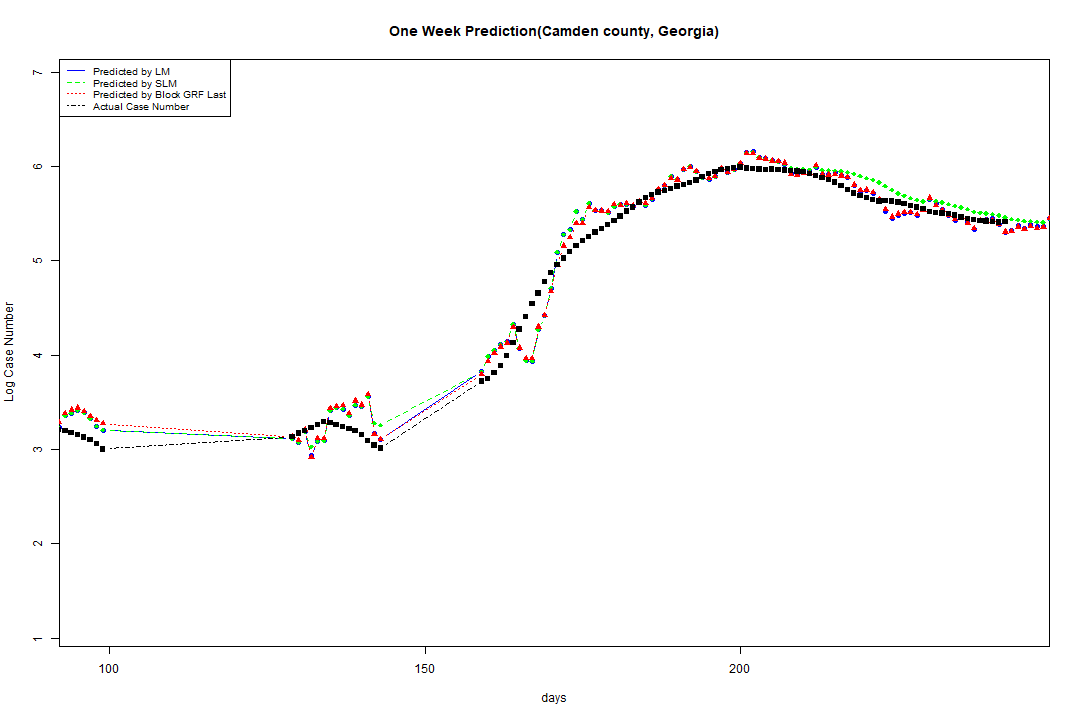 One Week Prediction(Camden county, Georgia)
Predicted by LM
Predicted by SLM
Predicted by Block GRF Last
Actual Case Number
7
6
5
4
3
2
1
Log Case Number
100 150 200
days